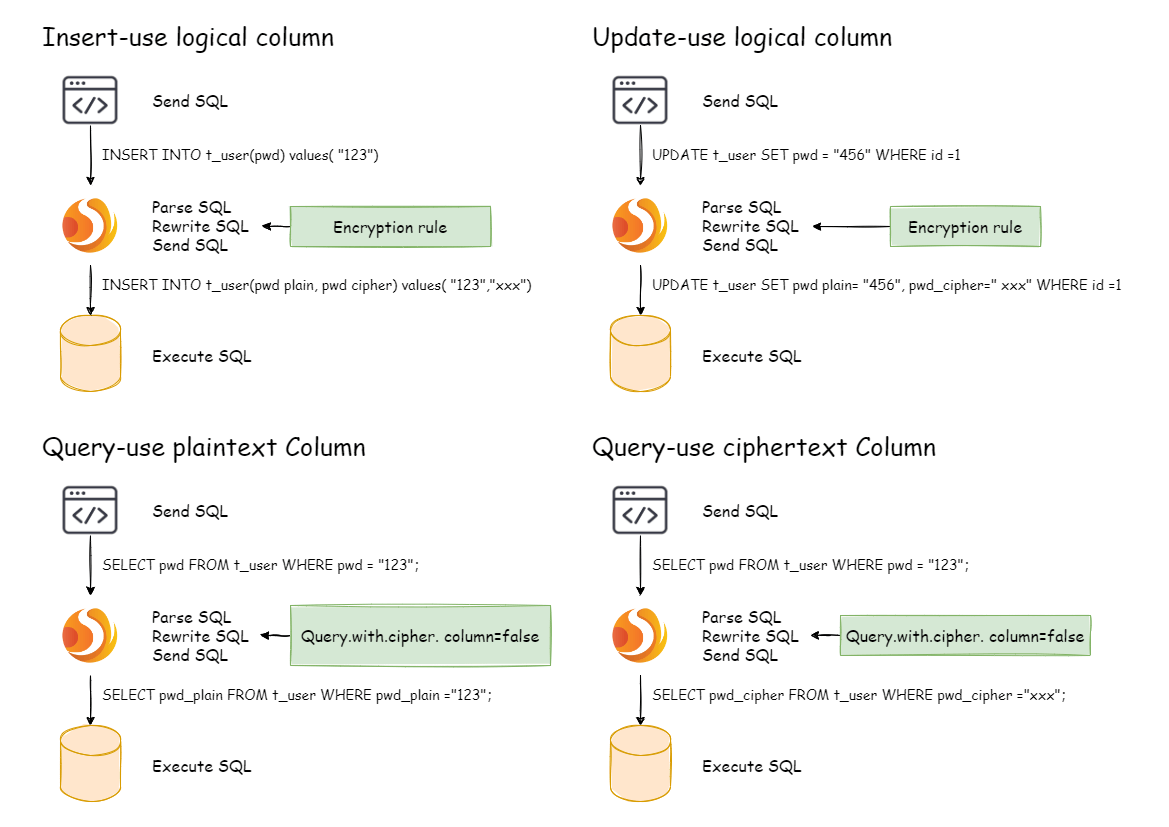 Insert-use logical column
Send SQL
INSERT INTO t_user(pwd) values( "123")
Parse SQL
Rewrite SQL
Send SQL
Encryption rule
INSERT INTO t_user(pwd plain, pwd cipher) values( "123","xxx")
Execute SQL
Update-use logical column
Send SQL
UPDATE t_user SET pwd = "456" WHERE id =1
Parse SQL
Rewrite SQL
Send SQL
Encryption rule
UPDATE t_user SET pwd plain= "456", pwd_cipher=" xxx" WHERE id =1
Execute SQL
Query-use plaintext Column
Send SQL
SELECT pwd FROM t_user WHERE pwd = "123";
Parse SQL
Rewrite SQL
Send SQL
Query.with.cipher. column=false
SELECT pwd_plain FROM t_user WHERE pwd_plain ="123";
Execute SQL
Query-use ciphertext Column
Send SQL
SELECT pwd FROM t_user WHERE pwd = "123";
Parse SQL
Rewrite SQL
Send SQL
Query.with.cipher. column=false
SELECT pwd_cipher FROM t_user WHERE pwd_cipher ="xxx";
Execute SQL